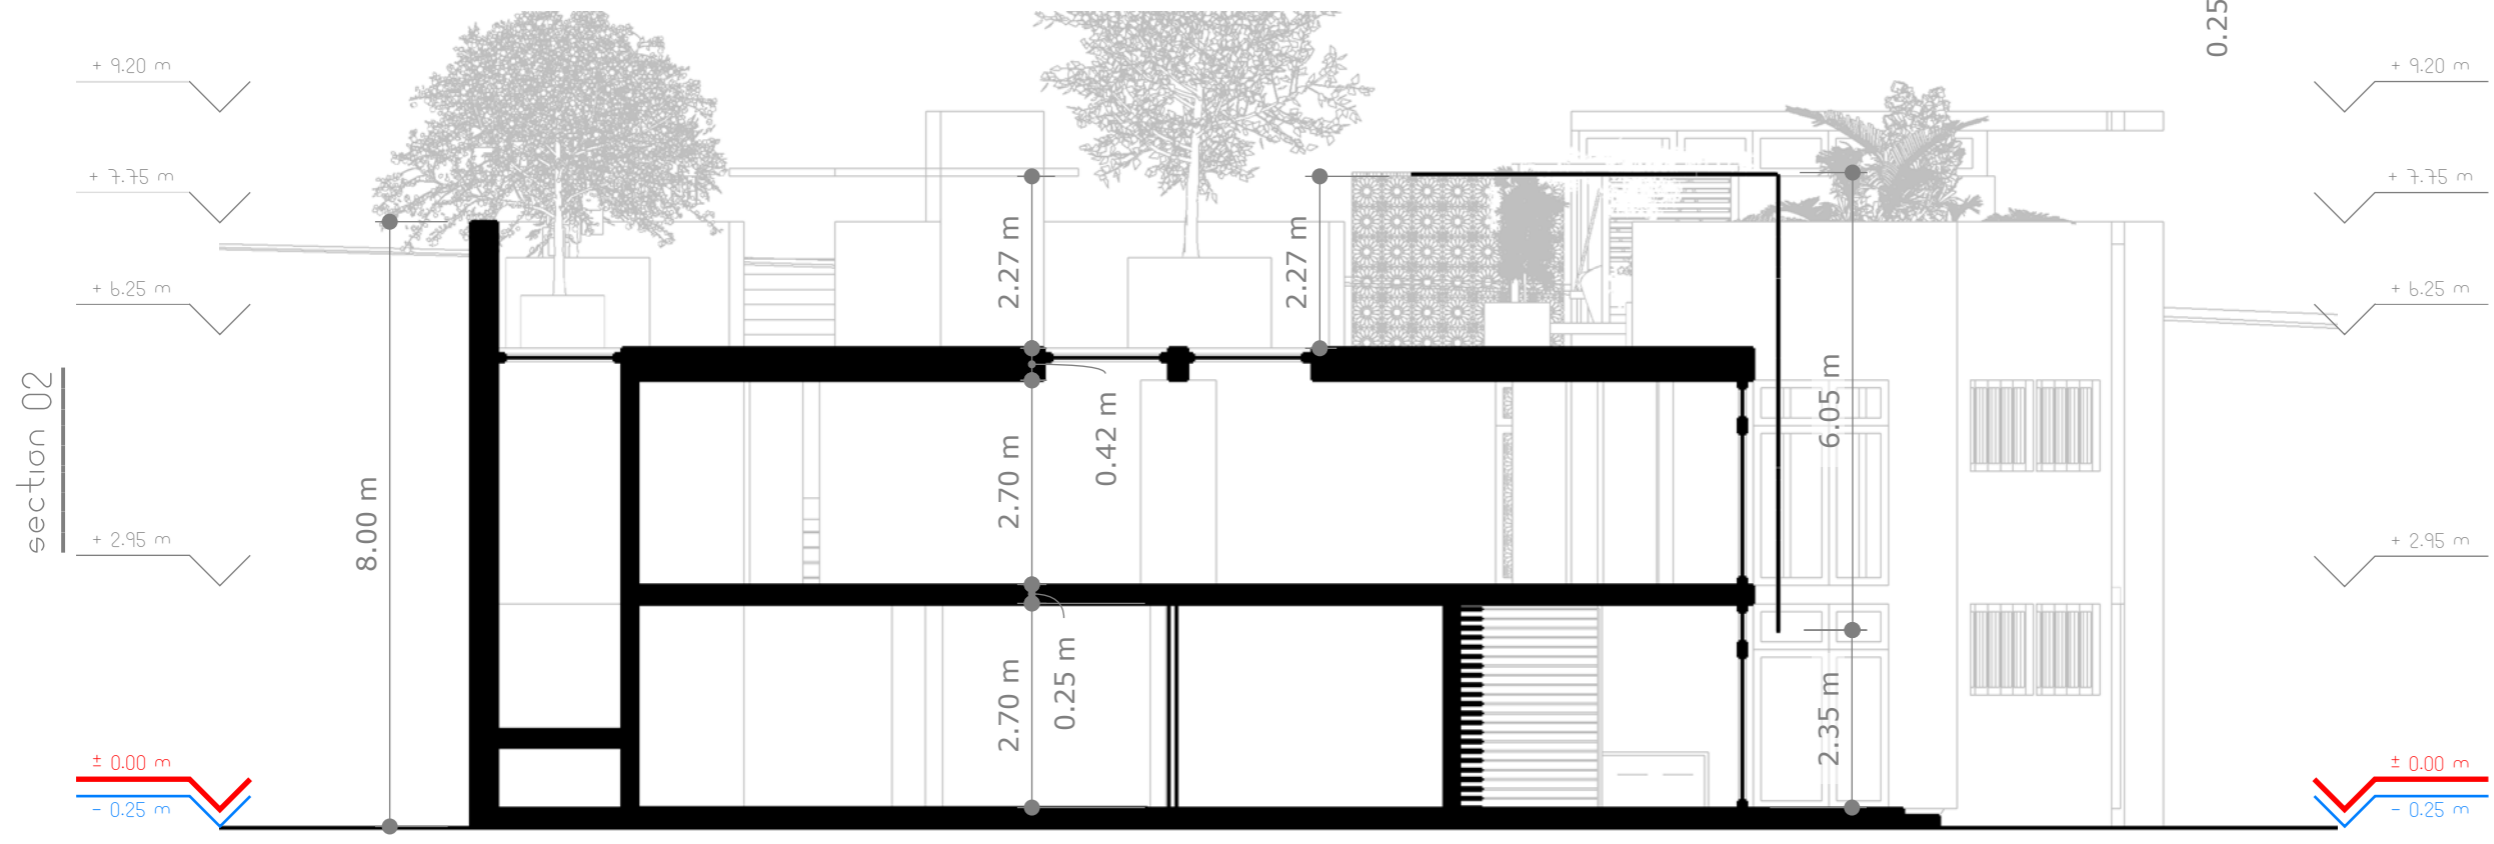 0.25
+ 9.20 m
+ 9.20 m
+ 7.75 m
+ 7.75 m
2.27 m
2.27 m
+ 6.25 m
+ 6.25 m
section 02
6.05 m
0.42 m
2.70 m
8.00 m
+ 2.95 m
+ 2.95 m
2.70 m
0.25 m
2.35 m
± 0.00 m
± 0.00 m
- 0.25 m
- 0.25 m